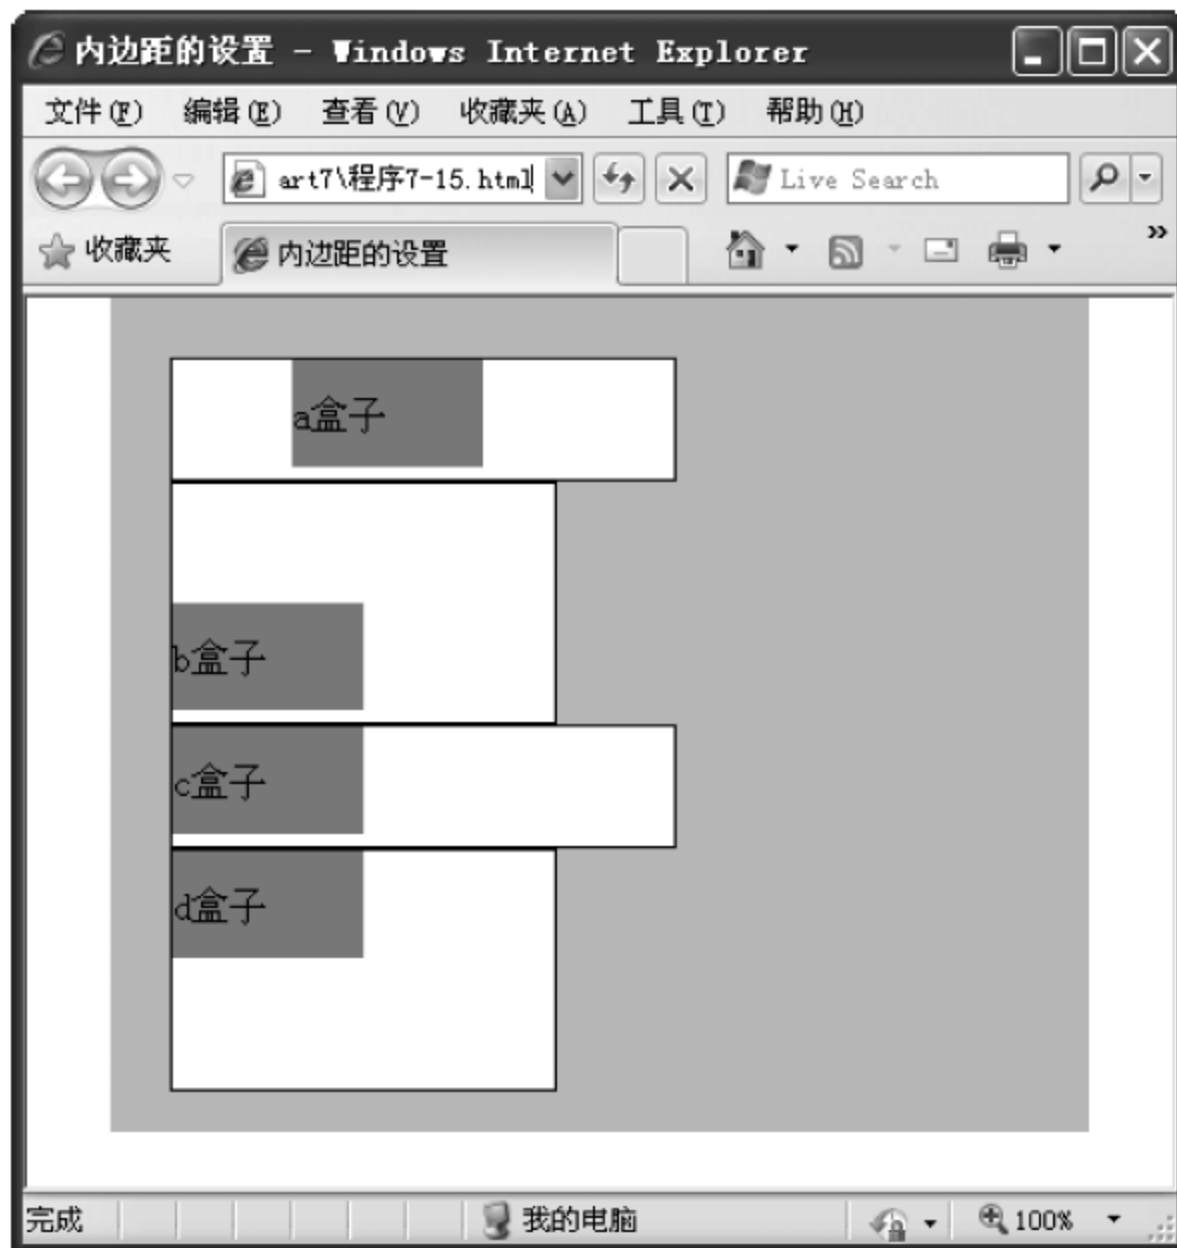 内边距的设置 - Windows Internet Explorer
文件(F) 编辑(E) 查看(V) 收藏夹(A) 工具(T) 帮助(H)
art7\程序7-15.html Live Search
收藏夹 内边距的设置 »
a盒子
b盒子
c盒子
d盒子
完成 我的电脑 100%